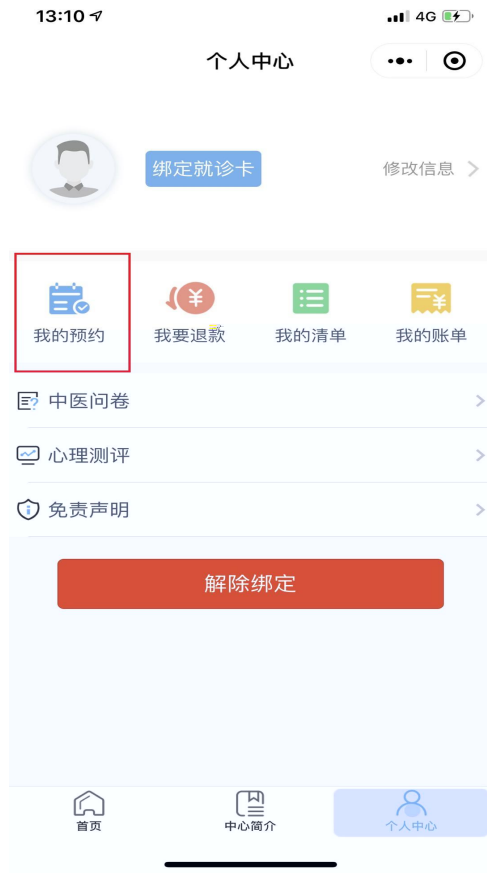 13:10 4G
个人中心
绑定就诊卡 修改信息
我的预约 我要退款 我的清单 我的账单
中医问卷
心理测评
免责声明
解除绑定
首页 中心简介 个人中心